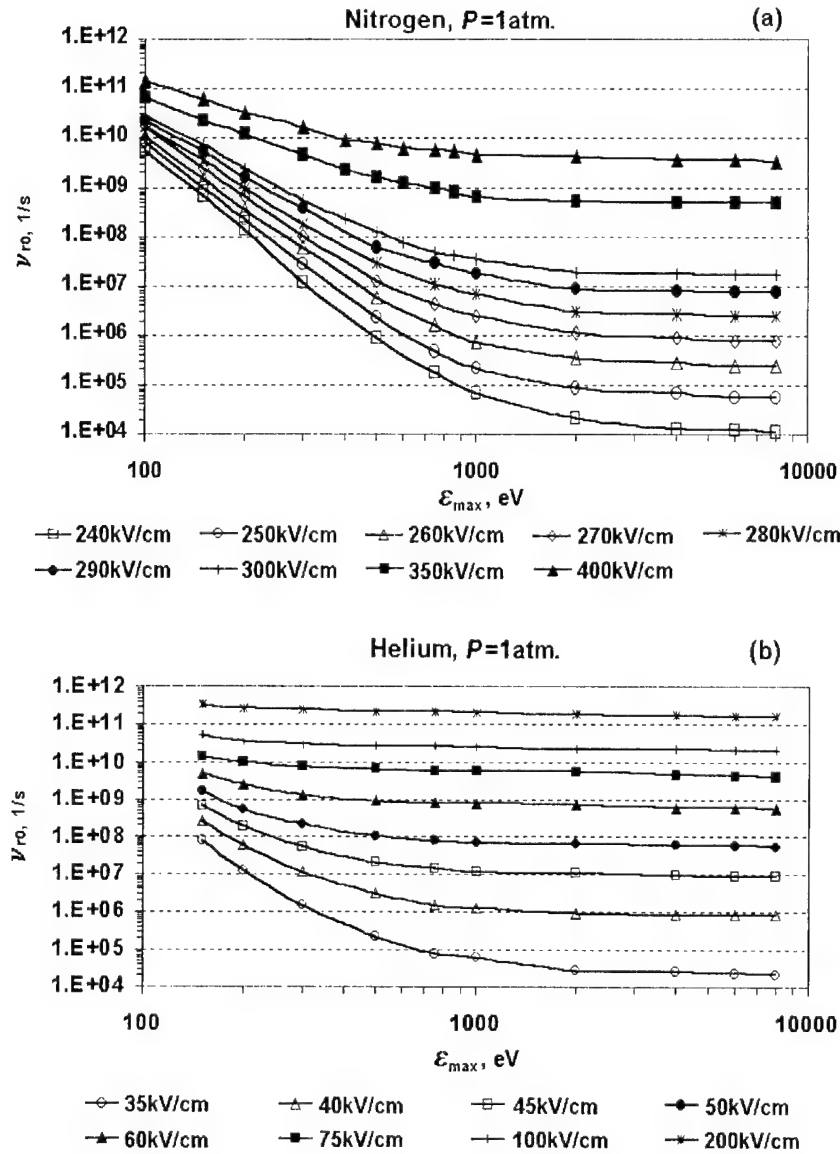 Nitrogen, P=1atm. (a)
1.E+12
1.E+11
1.E+10
1.E+09
1.E+08
1.E+07
1.E+06
1.E+05
1.E+04
νro, 1/s
100 1000 10000
εmax, eV
240kV/cm 250kV/cm 260kV/cm 270kV/cm 280kV/cm
290kV/cm 300kV/cm 350kV/cm 400kV/cm
Helium, P=1atm. (b)
1.E+12
1.E+11
1.E+10
1.E+09
1.E+08
1.E+07
1.E+06
1.E+05
1.E+04
νro, 1/s
100 1000 10000
εmax, eV
35kV/cm 40kV/cm 45kV/cm 50kV/cm
60kV/cm 75kV/cm 100kV/cm 200kV/cm